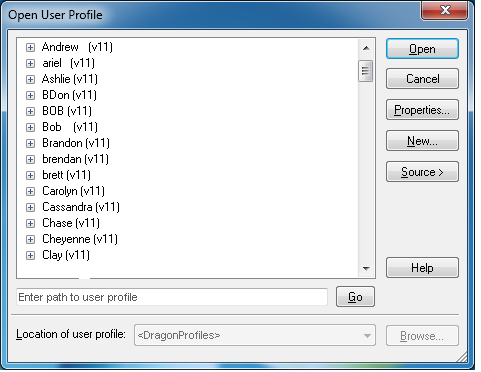 Open User Profile
Andrew (v11)
ariel (v11)
Ashlie (v11)
BDon (v11)
BOB (v11)
Bob (v11)
Brandon (v11)
brendan (v11)
brett (v11)
Carolyn (v11)
Cassandra (v11)
Chase (v11)
Cheyenne (v11)
Clay (v11)
Open
Cancel
Properties...
New...
Source >
Help
Enter path to user profile
Go
Location of user profile:
<DragonProfiles>
Browse...